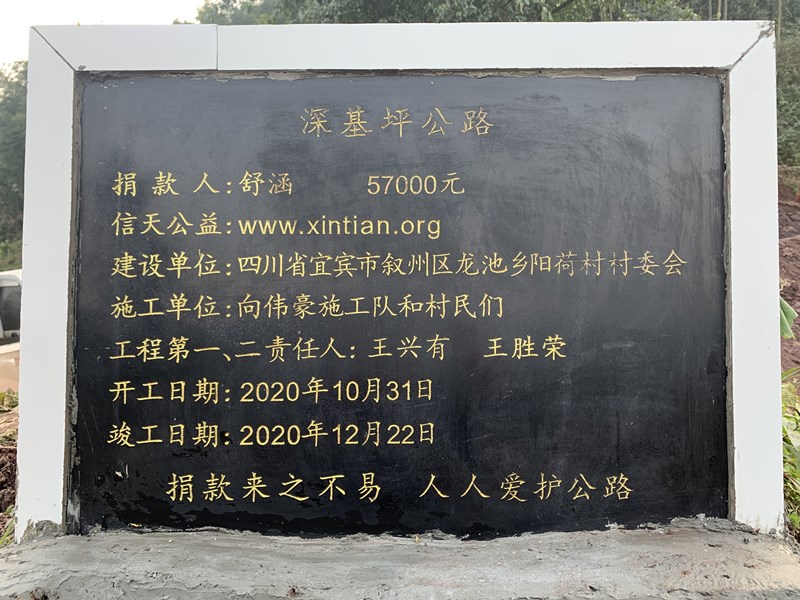 深基坪公路
捐款人:舒涵 57000元
信天公益:www.xintian.org
建设单位:四川省宜宾市叙州区龙池乡阳荷村村委会
施工单位:向伟豪施工队和村民们
工程第一、二责任人:王兴有 王胜荣
开工日期:2020年10月31日
竣工日期:2020年12月22日
捐款来之不易 人人爱护公路